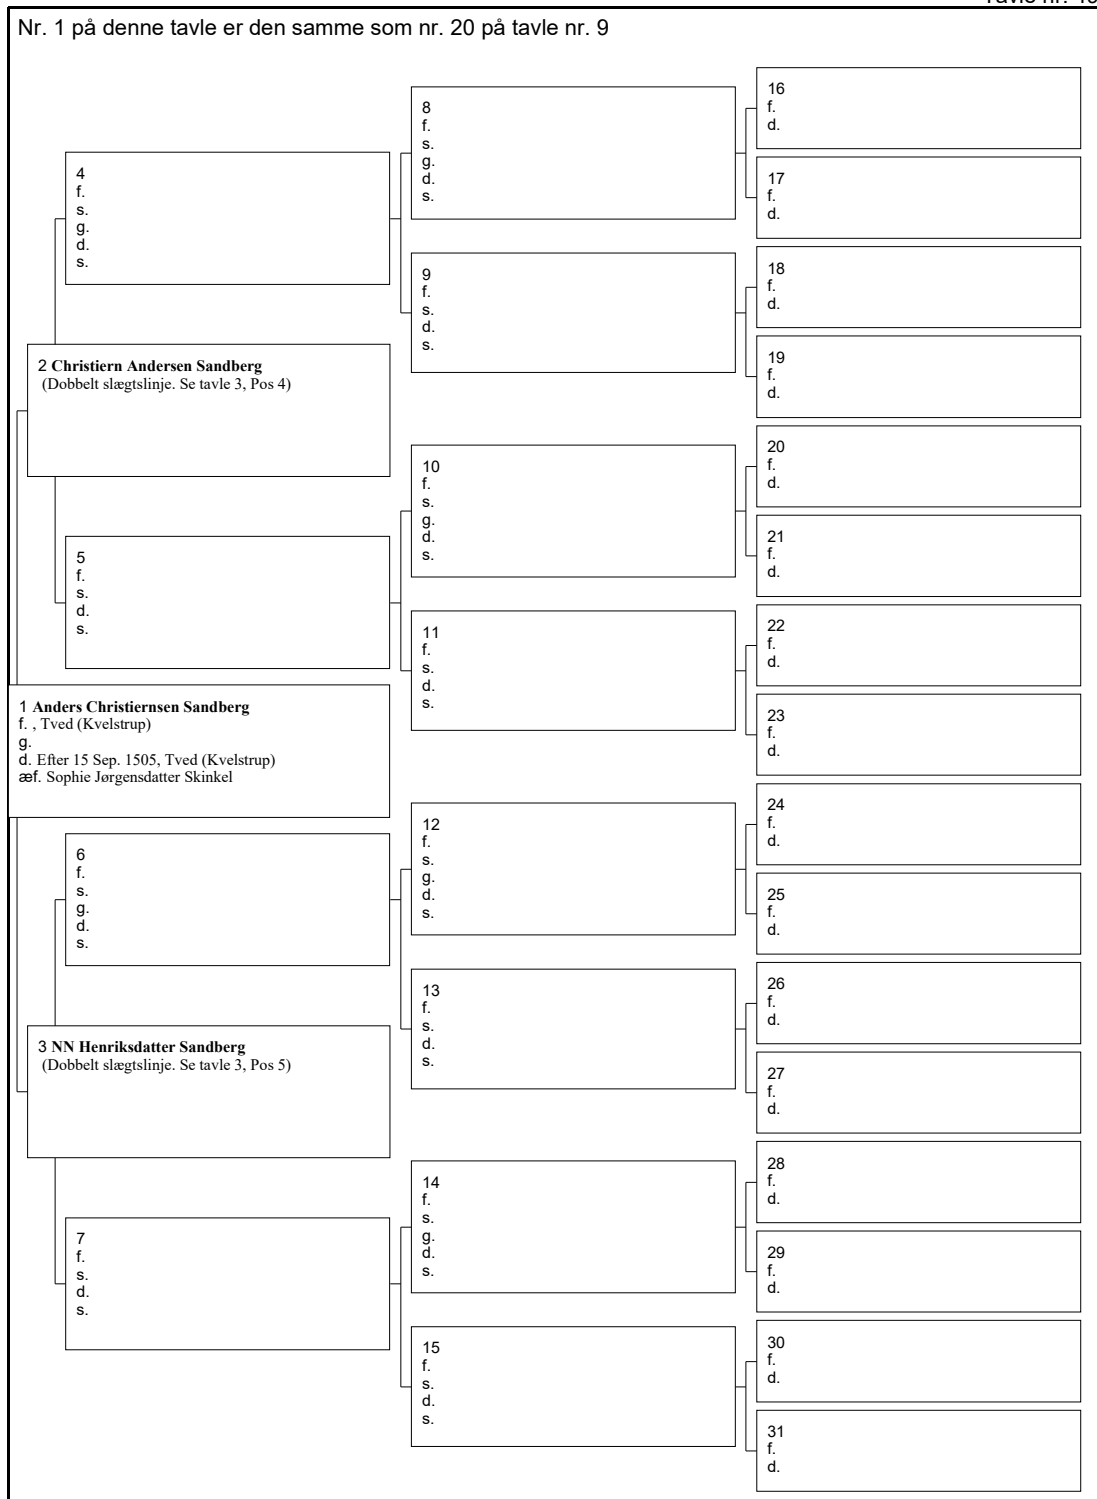 Nr. 1 på denne tavle er den samme som nr. 20 på tavle nr. 9
16
f.
d.
8
f.
s.
g.
d.
s.
17
f.
d.
4
f.
s.
g.
d.
s.
18
f.
d.
9
f.
s.
d.
s.
19
f.
d.
2 Christiern Andersen Sandberg
(Dobbelt slægtslinje. Se tavle 3, Pos 4)
20
f.
d.
10
f.
s.
g.
d.
s.
21
f.
d.
5
f.
s.
d.
s.
22
f.
d.
11
f.
s.
d.
s.
23
f.
d.
1 Anders Christiernsen Sandberg
f. , Tved (Kvelstrup)
g.
d. Efter 15 Sep. 1505, Tved (Kvelstrup)
æf. Sophie Jørgensdatter Skinkel
24
f.
d.
12
f.
s.
g.
d.
s.
25
f.
d.
6
f.
s.
g.
d.
s.
26
f.
d.
13
f.
s.
d.
s.
27
f.
d.
3 NN Henriksdatter Sandberg
(Dobbelt slægtslinje. Se tavle 3, Pos 5)
28
f.
d.
14
f.
s.
g.
d.
s.
29
f.
d.
7
f.
s.
d.
s.
30
f.
d.
15
f.
s.
d.
s.
31
f.
d.